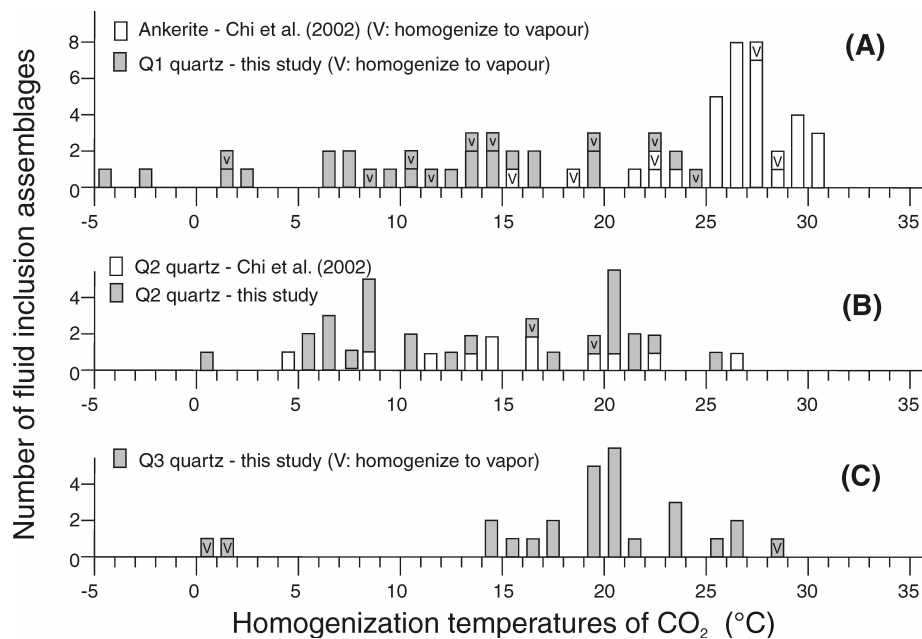 Number of fluid inclusion assemblages
Ankerite - Chi et al. (2002) (V: homogenize to vapour)
Q1 quartz - this study (V: homogenize to vapour)
(A)
8
6
4
2
0
V V V V V V V V V V V V V V V
-5 0 5 10 15 20 25 30 35
Q2 quartz - Chi et al. (2002)
Q2 quartz - this study
(B)
4
2
0
V V
-5 0 5 10 15 20 25 30 35
Q3 quartz - this study (V: homogenize to vapor)
(C)
4
2
0
V V V
-5 0 5 10 15 20 25 30 35
Homogenization temperatures of CO₂ (°C)